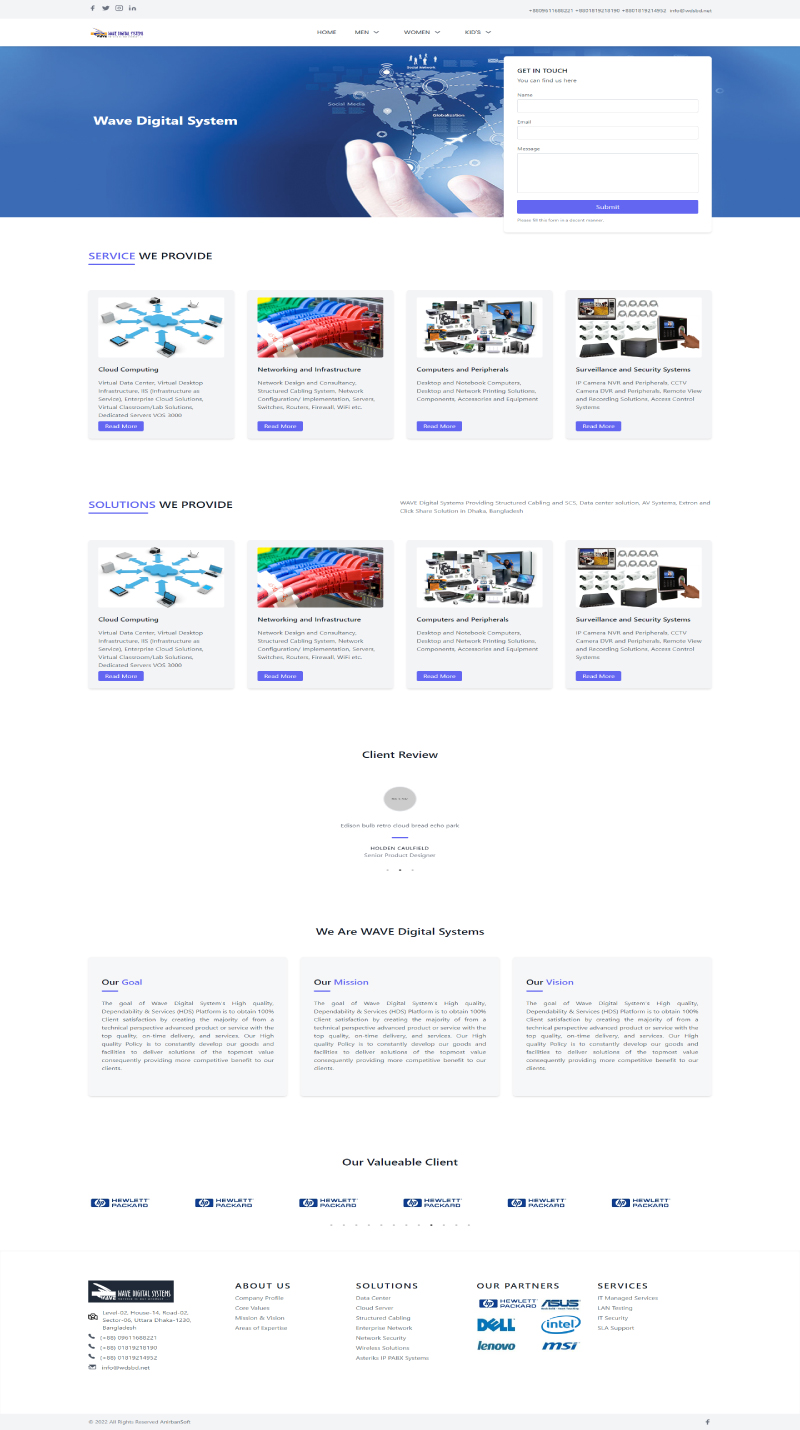 +8809611688221 +8801819218190 +8801819214952 info@wdsbd.net
WAVE DIGITAL SYSTEMS
HOME MEN WOMEN KID'S
Social Network
Social Media
Globalization
Wave Digital System
GET IN TOUCH
You can find us here
Name
Email
Message
Submit
Please fill this form in a decent manner.
SERVICE WE PROVIDE
Cloud Computing
Virtual Data Center, Virtual Desktop
Infrastructure, IIS (Infrastructure as
Service), Enterprise Cloud Solutions,
Virtual Classroom/Lab Solutions,
Dedicated Servers VOS 3000
Read More
Networking and Infrastructure
Network Design and Consultancy,
Structured Cabling System, Network
Configuration/ Implementation, Servers,
Switches, Routers, Firewall, WiFi etc.
Read More
Computers and Peripherals
Desktop and Notebook Computers,
Desktop and Network Printing Solutions,
Components, Accessories and Equipment
Read More
Surveillance and Security Systems
IP Camera NVR and Peripherals, CCTV
Camera DVR and Peripherals, Remote View
and Recording Solutions, Access Control
Systems
Read More
SOLUTIONS WE PROVIDE
WAVE Digital Systems Providing Structured Cabling and SCS, Data center solution, AV Systems, Extron and
Click Share Solution in Dhaka, Bangladesh
Cloud Computing
Virtual Data Center, Virtual Desktop
Infrastructure, IIS (Infrastructure as
Service), Enterprise Cloud Solutions,
Virtual Classroom/Lab Solutions,
Dedicated Servers VOS 3000
Read More
Networking and Infrastructure
Network Design and Consultancy,
Structured Cabling System, Network
Configuration/ Implementation, Servers,
Switches, Routers, Firewall, WiFi etc.
Read More
Computers and Peripherals
Desktop and Notebook Computers,
Desktop and Network Printing Solutions,
Components, Accessories and Equipment
Read More
Surveillance and Security Systems
IP Camera NVR and Peripherals, CCTV
Camera DVR and Peripherals, Remote View
and Recording Solutions, Access Control
Systems
Read More
Client Review
Edison bulb retro cloud bread echo park
HOLDEN CAULFIELD
Senior Product Designer
We Are WAVE Digital Systems
Our Goal
The goal of Wave Digital System's High quality,
Dependability & Services (HDS) Platform is to obtain 100%
Client satisfaction by creating the majority of from a
technical perspective advanced product or service with the
top quality, on-time delivery, and services. Our High
quality Policy is to constantly develop our goods and
facilities to deliver solutions of the topmost value
consequently providing more competitive benefit to our
clients.
Our Mission
The goal of Wave Digital System's High quality,
Dependability & Services (HDS) Platform is to obtain 100%
Client satisfaction by creating the majority of from a
technical perspective advanced product or service with the
top quality, on-time delivery, and services. Our High
quality Policy is to constantly develop our goods and
facilities to deliver solutions of the topmost value
consequently providing more competitive benefit to our
clients.
Our Vision
The goal of Wave Digital System's High quality,
Dependability & Services (HDS) Platform is to obtain 100%
Client satisfaction by creating the majority of from a
technical perspective advanced product or service with the
top quality, on-time delivery, and services. Our High
quality Policy is to constantly develop our goods and
facilities to deliver solutions of the topmost value
consequently providing more competitive benefit to our
clients.
Our Valueable Client
hp HEWLETT PACKARD
hp HEWLETT PACKARD
hp HEWLETT PACKARD
hp HEWLETT PACKARD
hp HEWLETT PACKARD
hp HEWLETT PACKARD
WAVE DIGITAL SYSTEMS
Level-02, House-14, Road-02,
Sector-06, Uttara Dhaka-1230,
Bangladesh
(+88) 09611688221
(+88) 01819218190
(+88) 01819214952
info@wdsbd.net
ABOUT US
Company Profile
Core Values
Mission & Vision
Areas of Expertise
SOLUTIONS
Data Center
Cloud Server
Structured Cabling
Enterprise Network
Network Security
Wireless Solutions
Asteriks IP PABX Systems
OUR PARTNERS
hp HEWLETT PACKARD
ASUS
DELL
intel
lenovo
msi
SERVICES
IT Managed Services
LAN Testing
IT Security
SLA Support
© 2022 All Rights Reserved AnirbanSoft